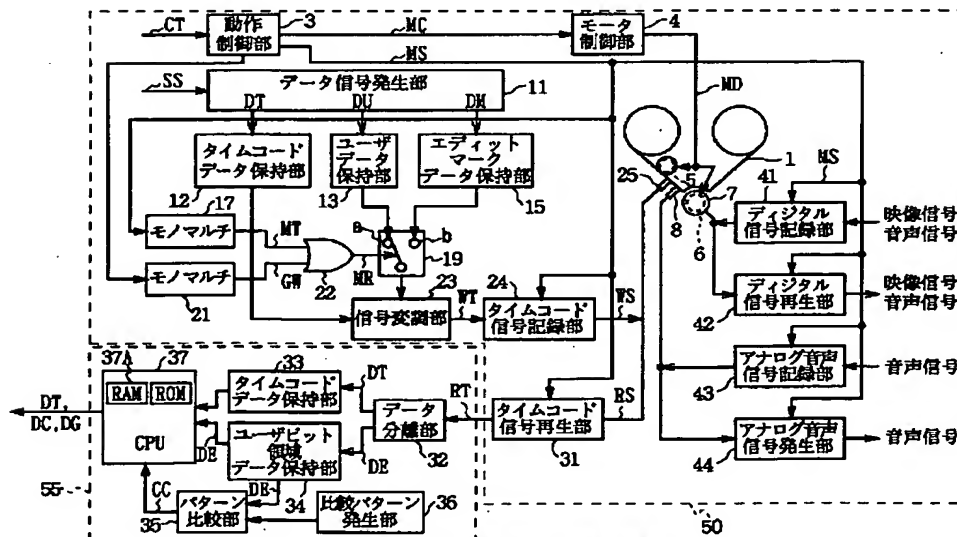 CT
動作
制御部
3
MC
MS
モータ
制御部
4
SS
データ信号発生部
11
DT
DU
DM
MD
タイムコード
データ保持部
12
ユーザ
データ
保持部
13
エディット
マーク
データ保持部
15
1
25
5
7
8
6
MS
41
ディジタル
信号記録部
映像信号
音声信号
17
モノマルチ
MT
a
b
19
モノマルチ
21
GW
22
MR
23
信号変調部
WT
24
タイムコード
信号記録部
WS
ディジタル
信号再生部
42
映像信号
音声信号
アナログ音声
信号記録部
43
音声信号
アナログ音声
信号発生部
44
音声信号
37
37
RAM
ROM
CPU
DT,
DC,DG
33
タイムコード
データ保持部
DT
データ
分離部
32
RT
タイムコード
信号再生部
31
RS
DE
ユーザビット
領域
データ保持部
34
DE
DE
CC
パターン
比較部
35
比較パターン
発生部
36
55
50